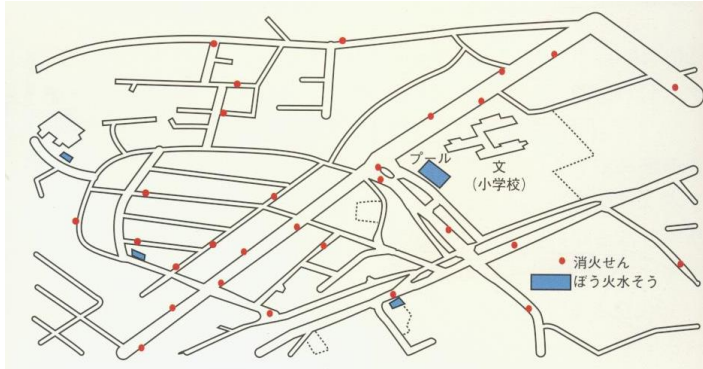 プール
文
(小学校)
消火せん
ぼう火水そう